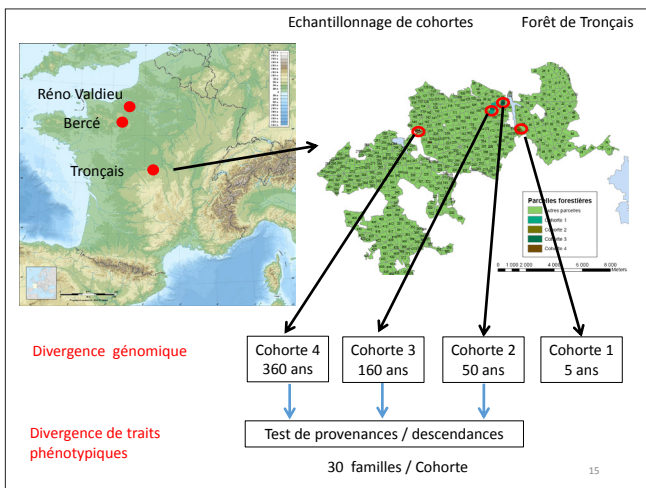 Echantillonnage de cohortes
Forêt de Tronçais
Réno Valdieu
Bercé
Tronçais
Parcelles forestières
Autres parcelles
Cohorte 1
Cohorte 2
Cohorte 3
Cohorte 4
Meters
Divergence génomique
Cohorte 4
360 ans
Cohorte 3
160 ans
Cohorte 2
50 ans
Cohorte 1
5 ans
Divergence de traits
phénotypiques
Test de provenances / descendances
30 familles / Cohorte
15